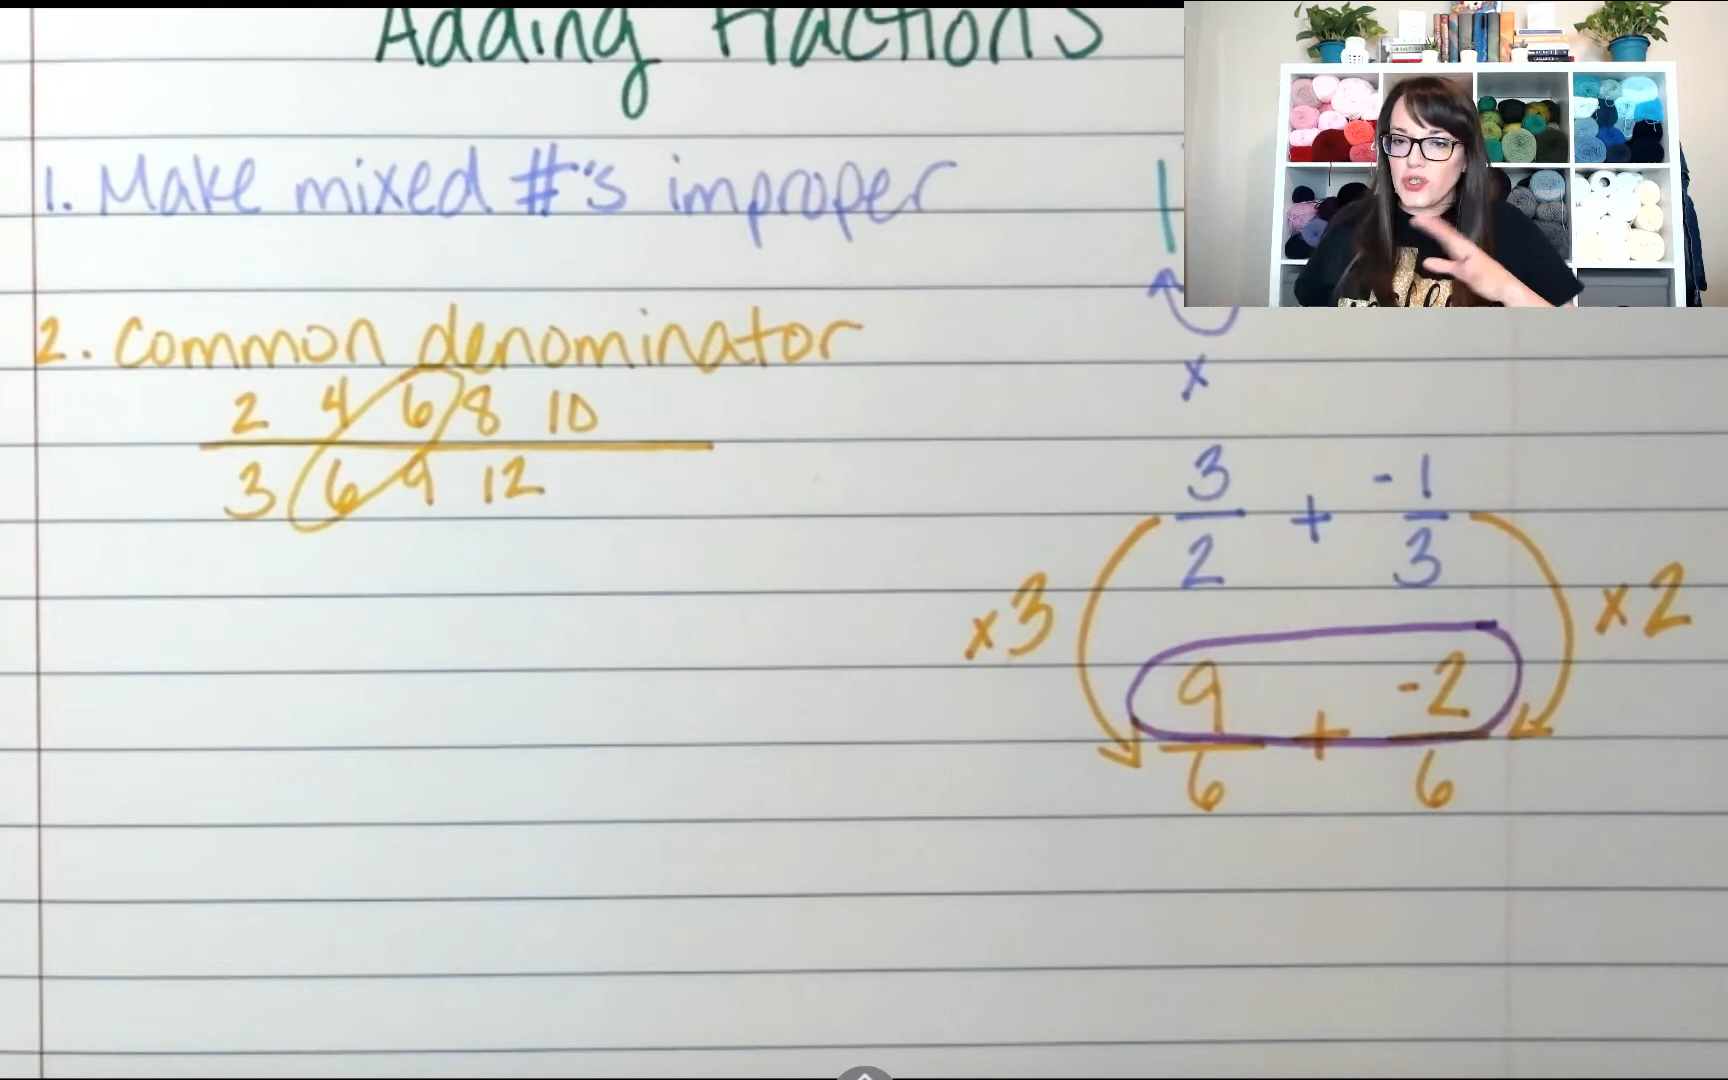 Adding Fractions
1. Make mixed #'s improper
1
x
2. Common denominator
2 4 6 8 10
3 6 9 12
3/2 + -1/3
x3
x2
9/6 + -2/6